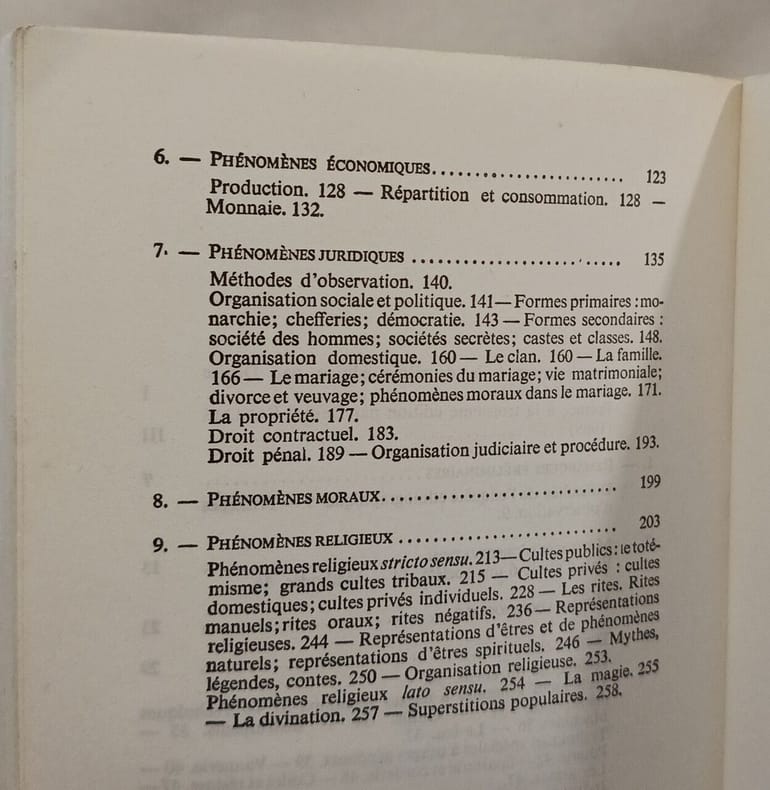 6. — PHÉNOMÈNES ÉCONOMIQUES........................ 123
Production. 128 — Répartition et consommation. 128 —
Monnaie. 132.
7. — PHÉNOMÈNES JURIDIQUES ........................ 135
Méthodes d'observation. 140.
Organisation sociale et politique. 141 — Formes primaires : mo-
narchie; chefferies; démocratie. 143 — Formes secondaires :
société des hommes; sociétés secrètes; castes et classes. 148.
Organisation domestique. 160 — Le clan. 160 — La famille.
166 — Le mariage; cérémonies du mariage; vie matrimoniale;
divorce et veuvage; phénomènes moraux dans le mariage. 171.
La propriété. 177.
Droit contractuel. 183.
Droit pénal. 189 — Organisation judiciaire et procédure. 193.
8. — PHÉNOMÈNES MORAUX........................ 199
9. — PHÉNOMÈNES RELIGIEUX ........................ 203
Phénomènes religieux stricto sensu. 213 — Cultes publics : le toté-
misme; grands cultes tribaux. 215 — Cultes privés : cultes
domestiques; cultes privés individuels. 228 — Les rites. Rites
manuels; rites oraux; rites négatifs. 236 — Représentations
religieuses. 244 — Représentations d'êtres et de phénomènes
naturels; représentations d'êtres spirituels. 246 — Mythes,
légendes, contes. 250 — Organisation religieuse. 253.
Phénomènes religieux lato sensu. 254 — La magie. 255
— La divination. 257 — Superstitions populaires. 258.